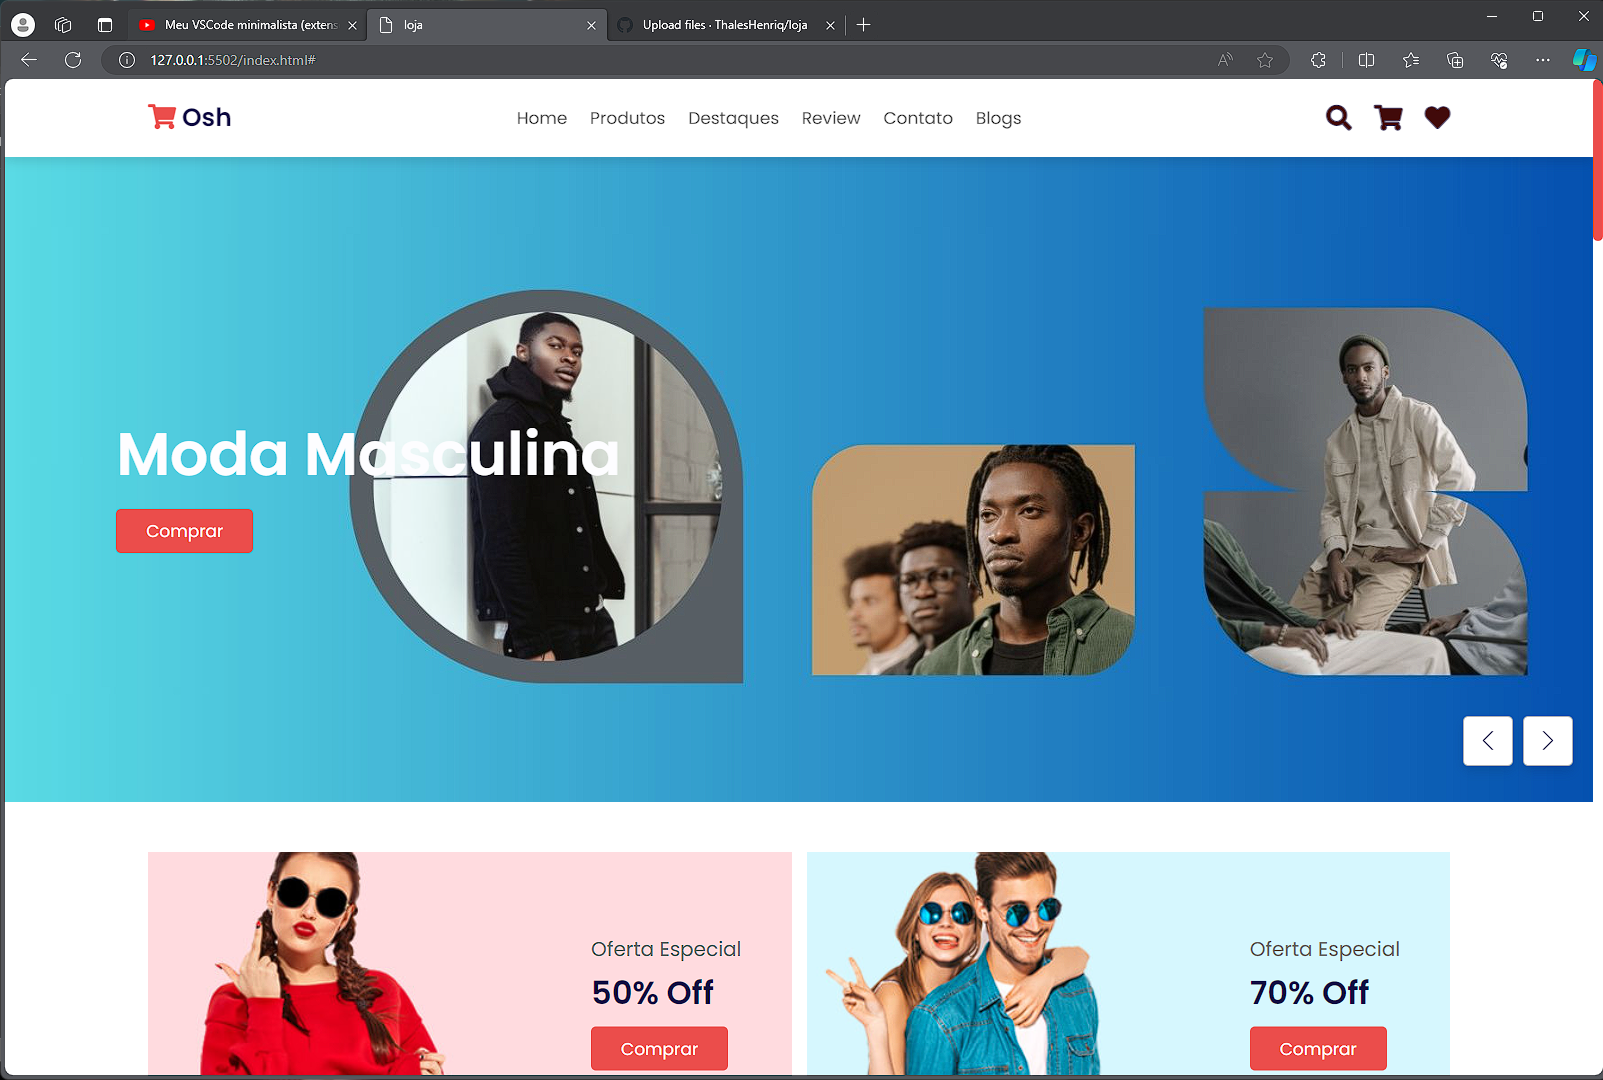 Meu VSCode minimalista (extens
loja
Upload files · ThalesHenriq/loja
127.0.0.1:5502/index.html#
Osh
Home Produtos Destaques Review Contato Blogs
Moda Masculina
Comprar
Oferta Especial
50% Off
Comprar
Oferta Especial
70% Off
Comprar